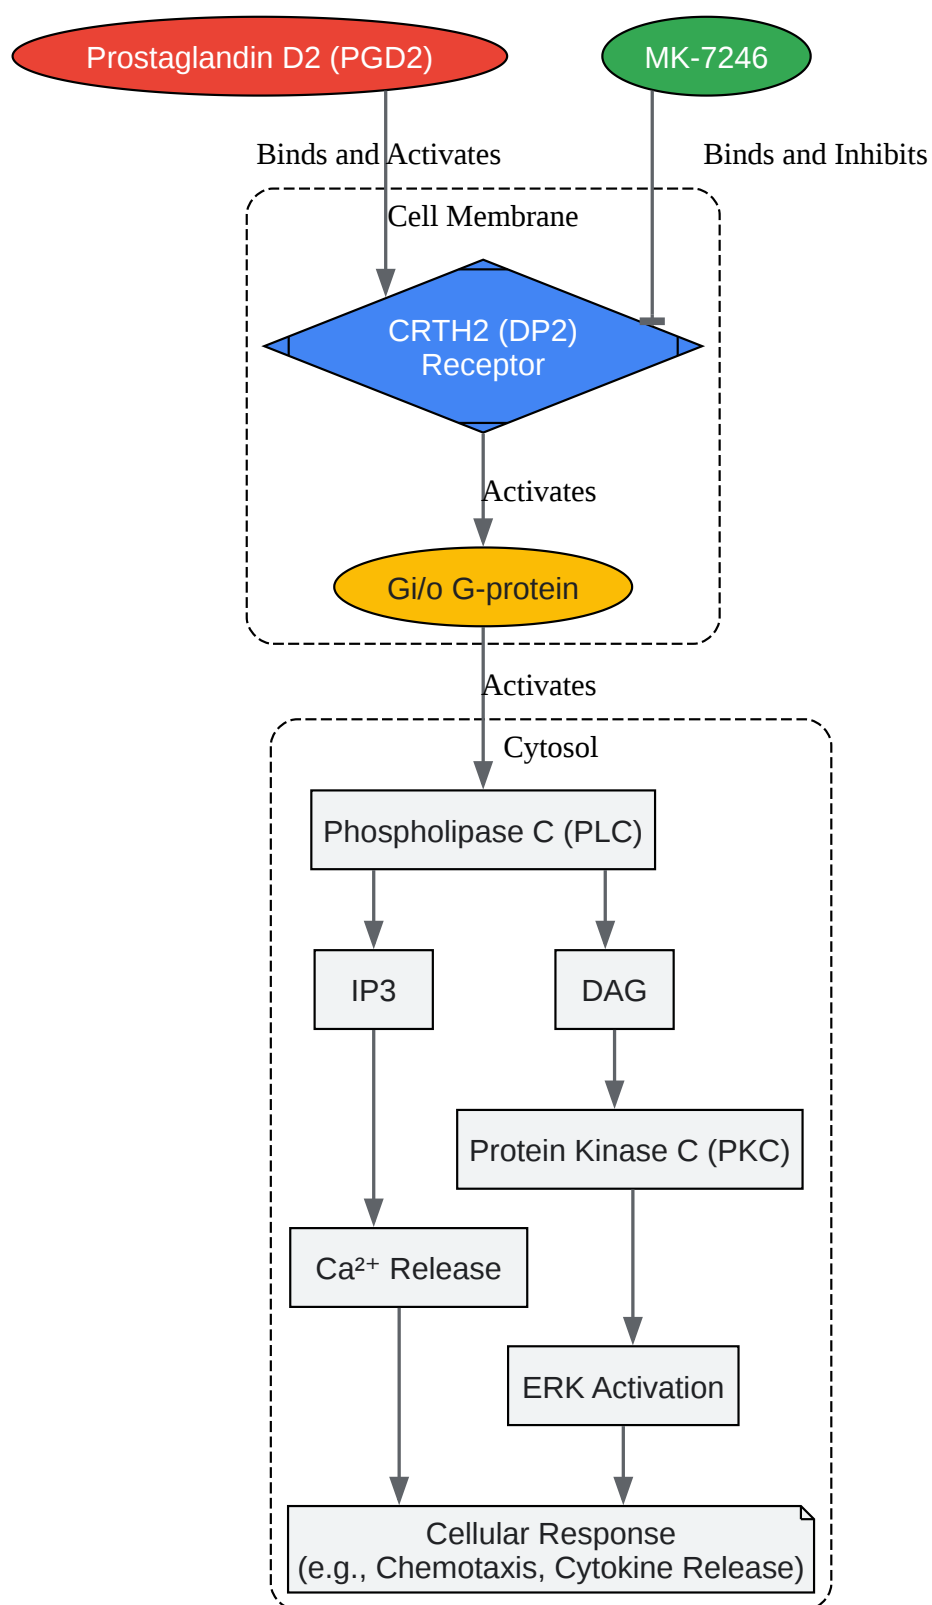 Prostaglandin D2 (PGD2)
MK-7246
Binds and Activates
Binds and Inhibits
Cell Membrane
CRTH2 (DP2)
Receptor
Activates
Gi/o G-protein
Activates
Cytosol
Phospholipase C (PLC)
IP3
DAG
Protein Kinase C (PKC)
Ca²⁺ Release
ERK Activation
Cellular Response
(e.g., Chemotaxis, Cytokine Release)